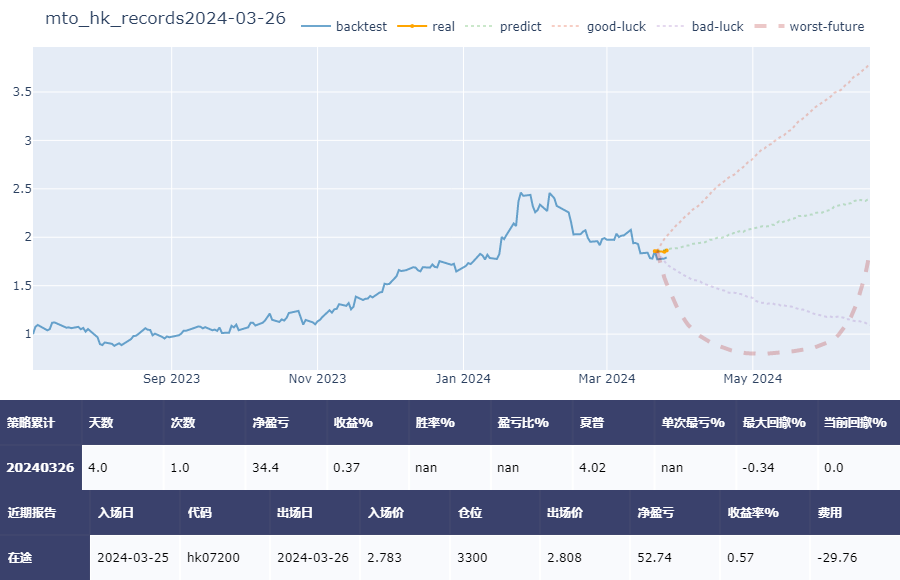 mto_hk_records2024-03-26
backtest real predict good-luck bad-luck worst-future
3.5
3
2.5
2
1.5
1
Sep 2023 Nov 2023 Jan 2024 Mar 2024 May 2024
策略累计 天数 次数 净盈亏 收益% 胜率% 盈亏比% 夏普 单次最亏% 最大回撤% 当前回撤%
20240326 4.0 1.0 34.4 0.37 nan nan 4.02 nan -0.34 0.0
近期报告 入场日 代码 出场日 入场价 仓位 出场价 净盈亏 收益率% 费用
在途 2024-03-25 hk07200 2024-03-26 2.783 3300 2.808 52.74 0.57 -29.76